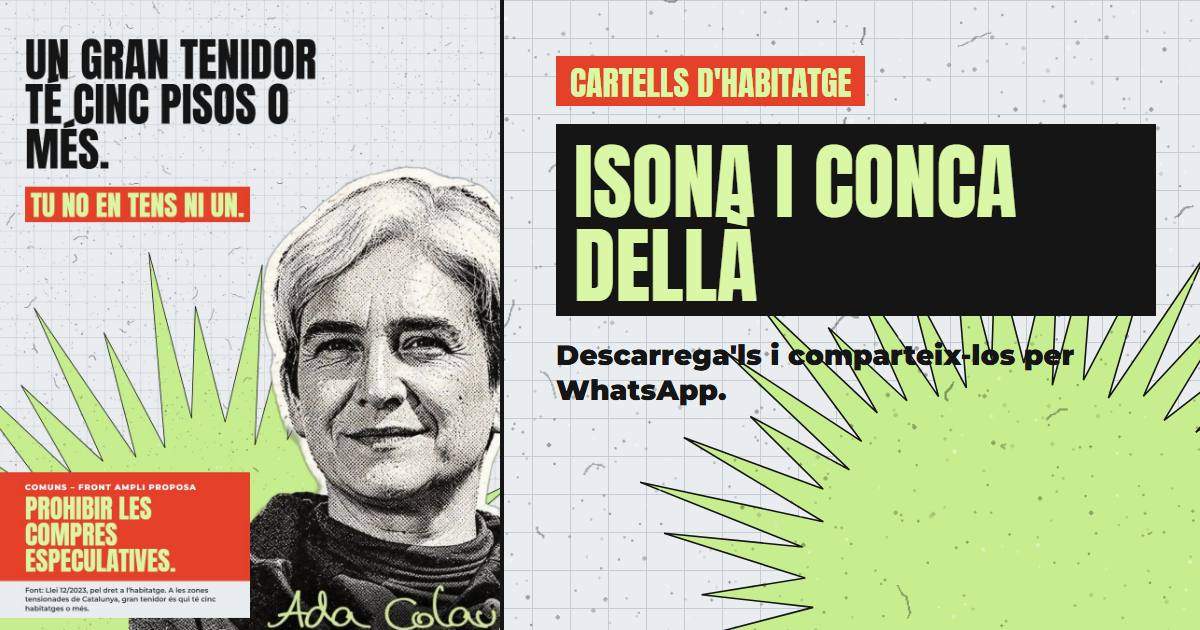 UN GRAN TENIDOR
TÉ CINC PISOS O
MÉS.
TU NO EN TENS NI UN.
COMUNS – FRONT AMPLI PROPOSA
PROHIBIR LES
COMPRES
ESPECULATIVES.
Font: Llei 12/2023, pel dret a l'habitatge. A les zones
tensionades de Catalunya, gran tenidor és qui té cinc
habitatges o més.
Ada Colau
CARTELLS D'HABITATGE
ISONA I CONCA
DELLÀ
Descarrega'ls i comparteix-los per
WhatsApp.